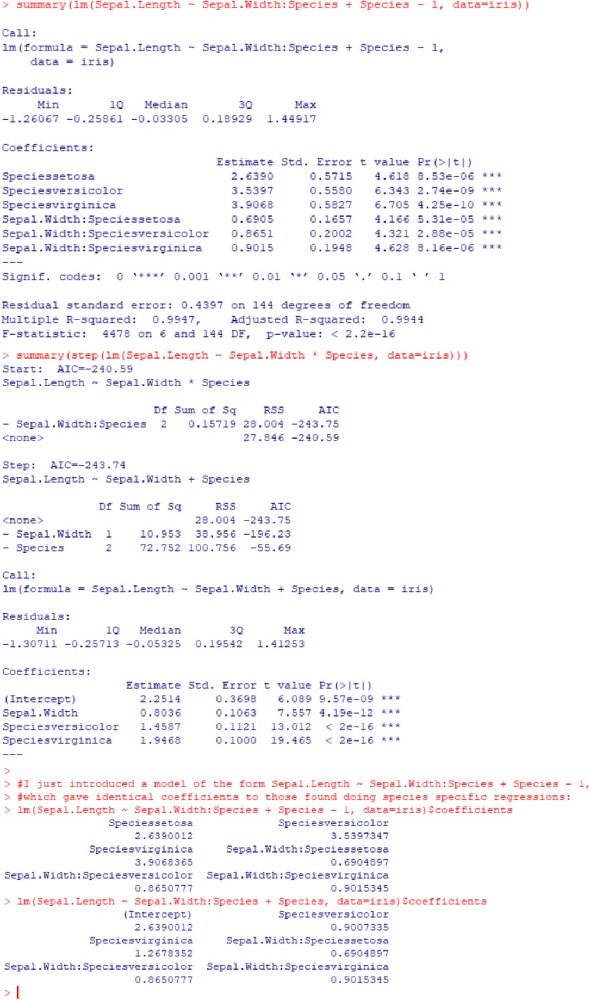 > summary(lm(Sepal.Length ~ Sepal.Width:Species + Species - 1, data=iris))
Call:
lm(formula = Sepal.Length ~ Sepal.Width:Species + Species - 1,
    data = iris)
Residuals:
     Min       1Q   Median       3Q      Max
-1.26067 -0.25861 -0.03305  0.18929  1.44917
Coefficients:
                              Estimate Std. Error t value Pr(>|t|)
Speciessetosa                   2.6390     0.5715   4.618 8.53e-06 ***
Speciesversicolor               3.5397     0.5580   6.343 2.74e-09 ***
Speciesvirginica                3.9068     0.5827   6.705 4.25e-10 ***
Sepal.Width:Speciessetosa       0.6905     0.1657   4.166 5.31e-05 ***
Sepal.Width:Speciesversicolor   0.8651     0.2002   4.321 2.88e-05 ***
Sepal.Width:Speciesvirginica    0.9015     0.1948   4.628 8.16e-06 ***
---
Signif. codes:  0 ‘***’ 0.001 ‘**’ 0.01 ‘*’ 0.05 ‘.’ 0.1 ‘ ’ 1
Residual standard error: 0.4397 on 144 degrees of freedom
Multiple R-squared:  0.9947,    Adjusted R-squared:  0.9944
F-statistic:  4478 on 6 and 144 DF,  p-value: < 2.2e-16
> summary(step(lm(Sepal.Length ~ Sepal.Width * Species, data=iris)))
Start:  AIC=-240.59
Sepal.Length ~ Sepal.Width * Species
                      Df Sum of Sq    RSS     AIC
- Sepal.Width:Species  2   0.15719 28.004 -243.75
<none>                             27.846 -240.59
Step:  AIC=-243.74
Sepal.Length ~ Sepal.Width + Species
              Df Sum of Sq     RSS     AIC
<none>                      28.004 -243.75
- Sepal.Width  1    10.953  38.956 -196.23
- Species      2    72.752 100.756  -55.69
Call:
lm(formula = Sepal.Length ~ Sepal.Width + Species, data = iris)
Residuals:
     Min       1Q   Median       3Q      Max
-1.30711 -0.25713 -0.05325  0.19542  1.41253
Coefficients:
                  Estimate Std. Error t value Pr(>|t|)
(Intercept)         2.2514     0.3698   6.089 9.57e-09 ***
Sepal.Width         0.8036     0.1063   7.557 4.19e-12 ***
Speciesversicolor   1.4587     0.1121  13.012  < 2e-16 ***
Speciesvirginica    1.9468     0.1000  19.465  < 2e-16 ***
---
>
> #I just introduced a model of the form Sepal.Length ~ Sepal.Width:Species + Species - 1,
> #which gave identical coefficients to those found doing species specific regressions:
> lm(Sepal.Length ~ Sepal.Width:Species + Species - 1, data=iris)$coefficients
                Speciessetosa             Speciesversicolor
                    2.6390012                     3.5397347
             Speciesvirginica     Sepal.Width:Speciessetosa
                    3.9068365                     0.6904897
Sepal.Width:Speciesversicolor  Sepal.Width:Speciesvirginica
                    0.8650777                     0.9015345
> lm(Sepal.Length ~ Sepal.Width:Species + Species, data=iris)$coefficients
                  (Intercept)             Speciesversicolor
                    2.6390012                     0.9007335
             Speciesvirginica     Sepal.Width:Speciessetosa
                    1.2678352                     0.6904897
Sepal.Width:Speciesversicolor  Sepal.Width:Speciesvirginica
                    0.8650777                     0.9015345
>